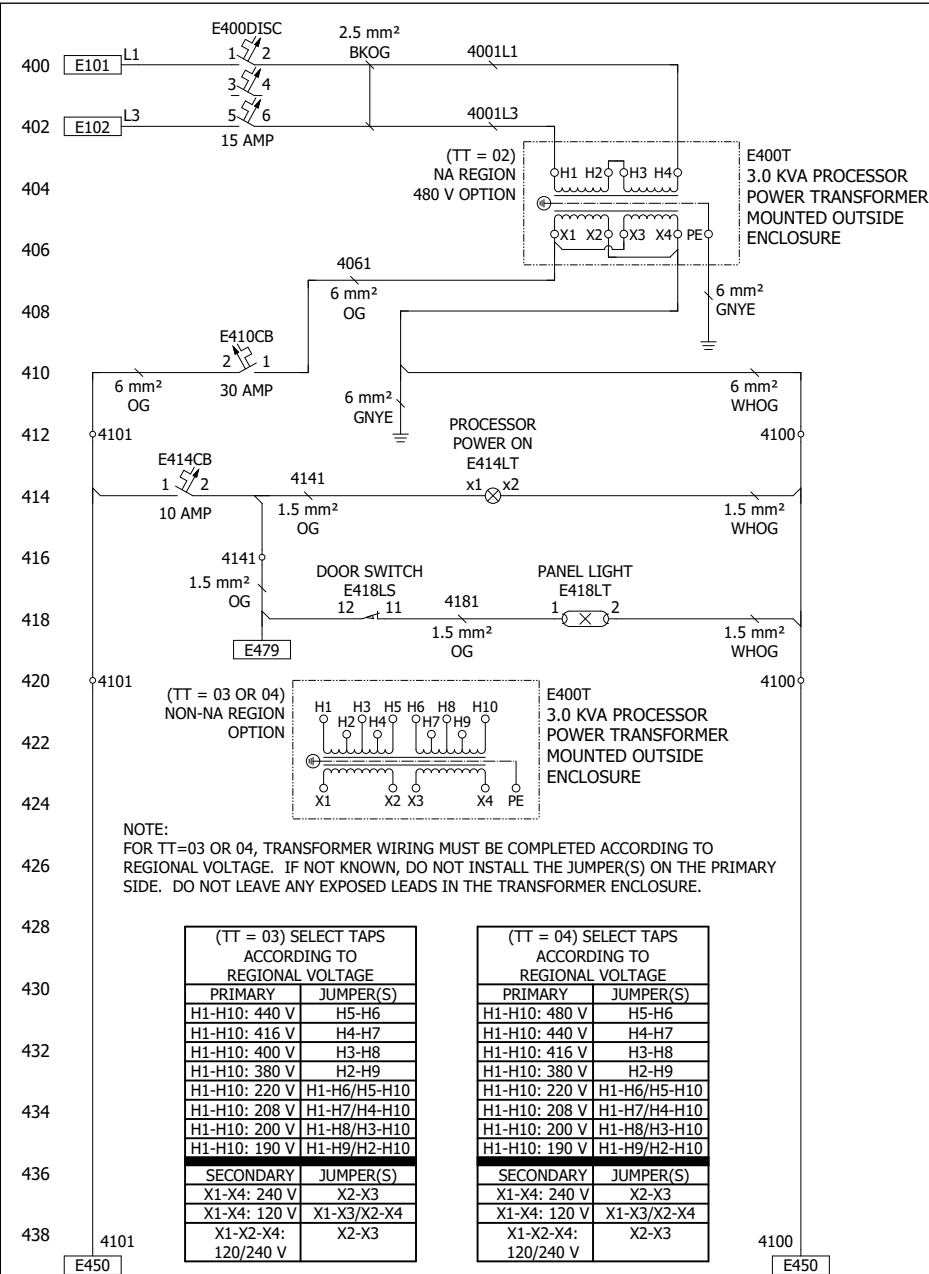 E400DISC
2.5 mm²
BKOG
4001L1
1 2
400 E101 L1
3 4
4001L3
402 E102 L3
5 6
15 AMP
(TT = 02)
NA REGION
480 V OPTION
H1 H2 H3 H4
E400T
3.0 KVA PROCESSOR
POWER TRANSFORMER
MOUNTED OUTSIDE
ENCLOSURE
404
X1 X2 X3 X4 PE
406
4061
6 mm²
OG
6 mm²
GNYE
408
E410CB
2 1
30 AMP
410
6 mm²
OG
6 mm²
GNYE
6 mm²
WHOG
412
4101
PROCESSOR
POWER ON
E414LT
x1 x2
4100
E414CB
1 2
10 AMP
414
4141
1.5 mm²
OG
1.5 mm²
WHOG
416
4141
1.5 mm²
OG
DOOR SWITCH
E418LS
12 11
4181
1.5 mm²
OG
PANEL LIGHT
E418LT
1 2
1.5 mm²
WHOG
418
E479
420
4101
4100
(TT = 03 OR 04)
NON-NA REGION
OPTION
H1 H3 H5 H6 H8 H10
H2 H4 H7 H9
X1 X2 X3 X4 PE
E400T
3.0 KVA PROCESSOR
POWER TRANSFORMER
MOUNTED OUTSIDE
ENCLOSURE
422
424
NOTE:
FOR TT=03 OR 04, TRANSFORMER WIRING MUST BE COMPLETED ACCORDING TO
426
REGIONAL VOLTAGE. IF NOT KNOWN, DO NOT INSTALL THE JUMPER(S) ON THE PRIMARY
SIDE. DO NOT LEAVE ANY EXPOSED LEADS IN THE TRANSFORMER ENCLOSURE.
428
430
432
434
436
438
(TT = 03) SELECT TAPS
ACCORDING TO
REGIONAL VOLTAGE
PRIMARY JUMPER(S)
H1-H10: 440 V H5-H6
H1-H10: 416 V H4-H7
H1-H10: 400 V H3-H8
H1-H10: 380 V H2-H9
H1-H10: 220 V H1-H6/H5-H10
H1-H10: 208 V H1-H7/H4-H10
H1-H10: 200 V H1-H8/H3-H10
H1-H10: 190 V H1-H9/H2-H10
SECONDARY JUMPER(S)
X1-X4: 240 V X2-X3
X1-X4: 120 V X1-X3/X2-X4
X1-X2-X4: X2-X3
120/240 V
(TT = 04) SELECT TAPS
ACCORDING TO
REGIONAL VOLTAGE
PRIMARY JUMPER(S)
H1-H10: 480 V H5-H6
H1-H10: 440 V H4-H7
H1-H10: 416 V H3-H8
H1-H10: 380 V H2-H9
H1-H10: 220 V H1-H6/H5-H10
H1-H10: 208 V H1-H7/H4-H10
H1-H10: 200 V H1-H8/H3-H10
H1-H10: 190 V H1-H9/H2-H10
SECONDARY JUMPER(S)
X1-X4: 240 V X2-X3
X1-X4: 120 V X1-X3/X2-X4
X1-X2-X4: X2-X3
120/240 V
4101
E450
4100
E450